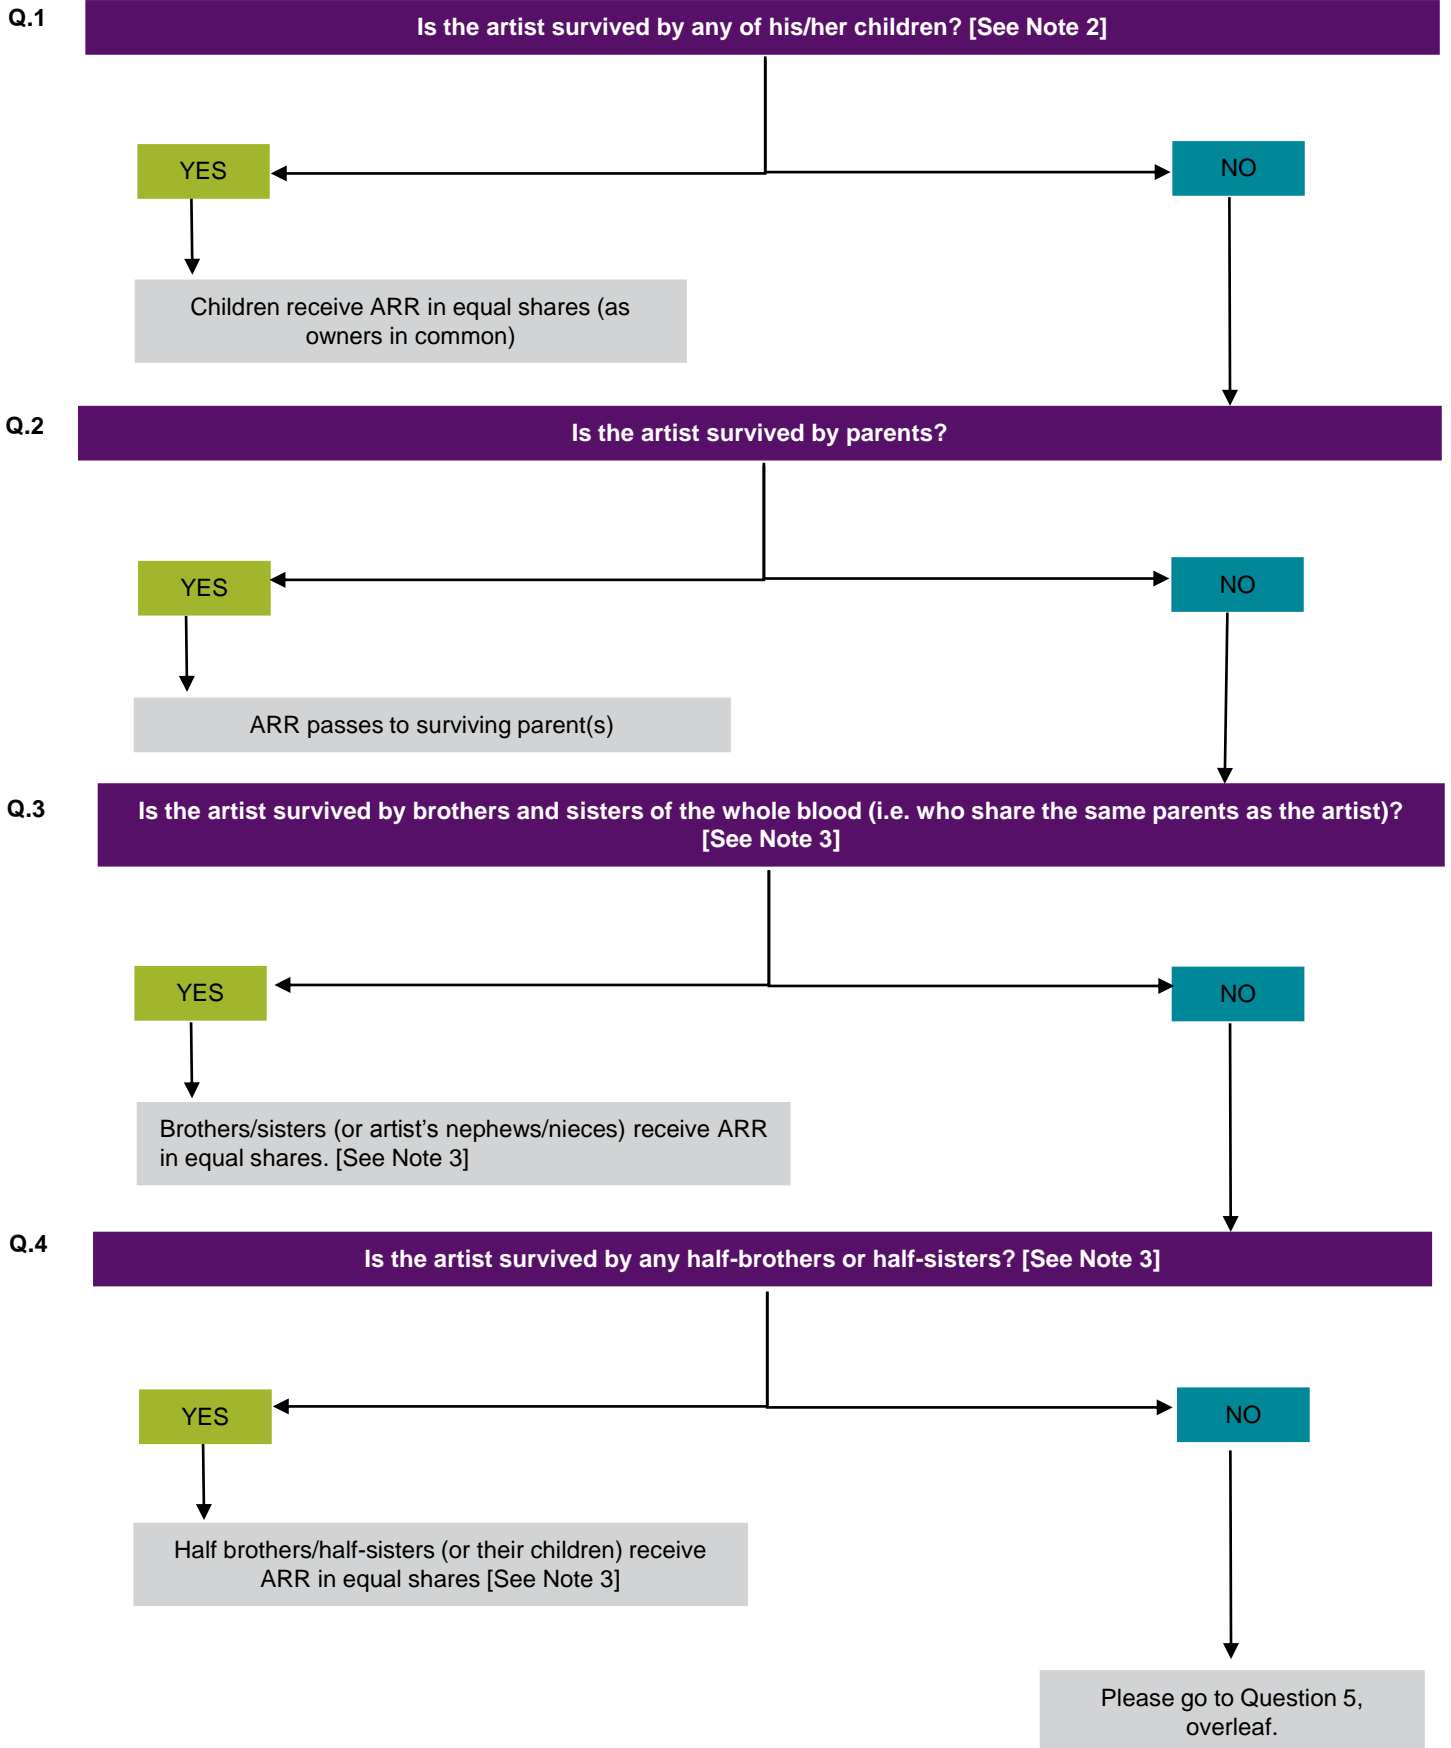 Q.1
Is the artist survived by any of his/her children? [See Note 2]
YES
NO
Children receive ARR in equal shares (as
owners in common)
Q.2
Is the artist survived by parents?
YES
NO
ARR passes to surviving parent(s)
Q.3
Is the artist survived by brothers and sisters of the whole blood (i.e. who share the same parents as the artist)?
[See Note 3]
YES
NO
Brothers/sisters (or artist’s nephews/nieces) receive ARR
in equal shares. [See Note 3]
Q.4
Is the artist survived by any half-brothers or half-sisters? [See Note 3]
YES
NO
Half brothers/half-sisters (or their children) receive
ARR in equal shares [See Note 3]
Please go to Question 5,
overleaf.